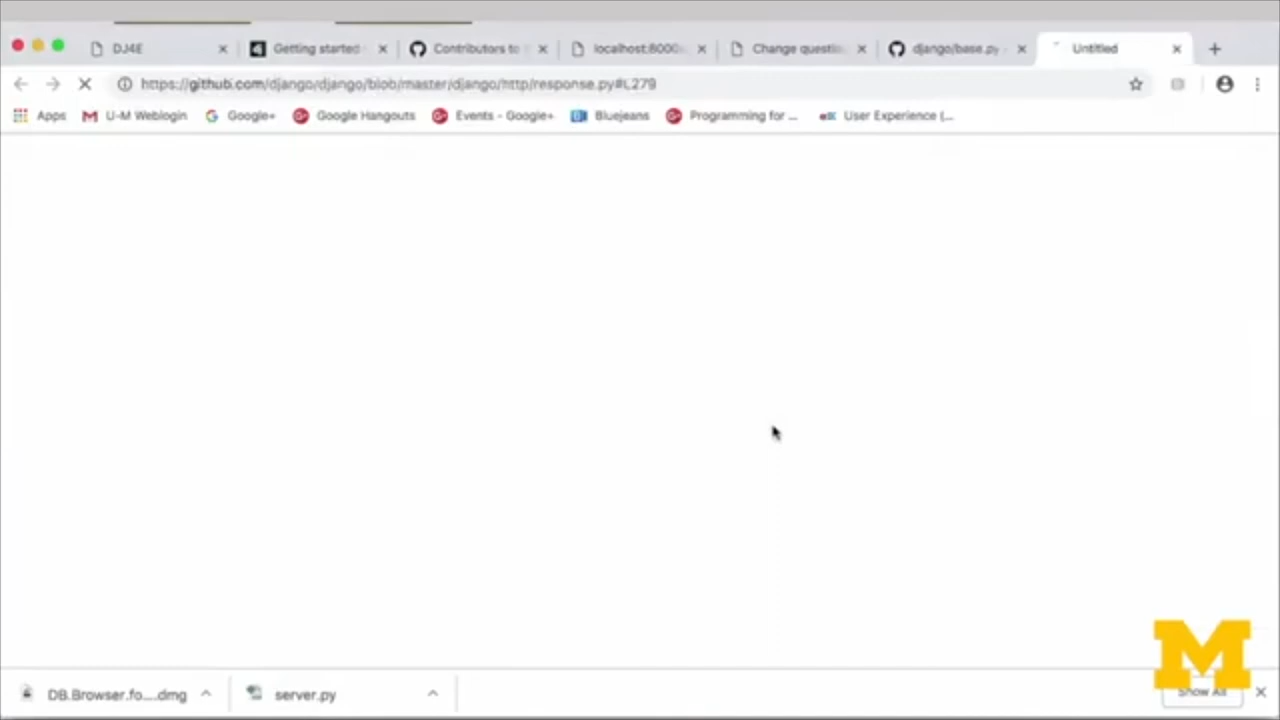 DJ4E Getting started Contributors to localhost:8000 Change questio django/base.py Untitled
https://github.com/django/django/blob/master/django/http/response.py#L279
Apps U-M Weblogin Google+ Google Hangouts Events - Google+ Bluejeans Programming for ... User Experience (...
M
DB.Browser.fo....dmg server.py Show All